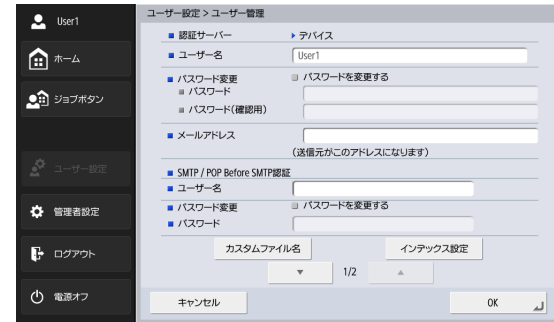 User1
ホーム
ジョブボタン
ユーザー設定
管理者設定
ログアウト
電源オフ
ユーザー設定 > ユーザー管理
認証サーバー デバイス
ユーザー名 User1
パスワード変更 パスワードを変更する
パスワード
パスワード(確認用)
メールアドレス
(送信元がこのアドレスになります)
SMTP / POP Before SMTP認証
ユーザー名
パスワード変更 パスワードを変更する
パスワード
カスタムファイル名 インデックス設定
1/2
キャンセル OK